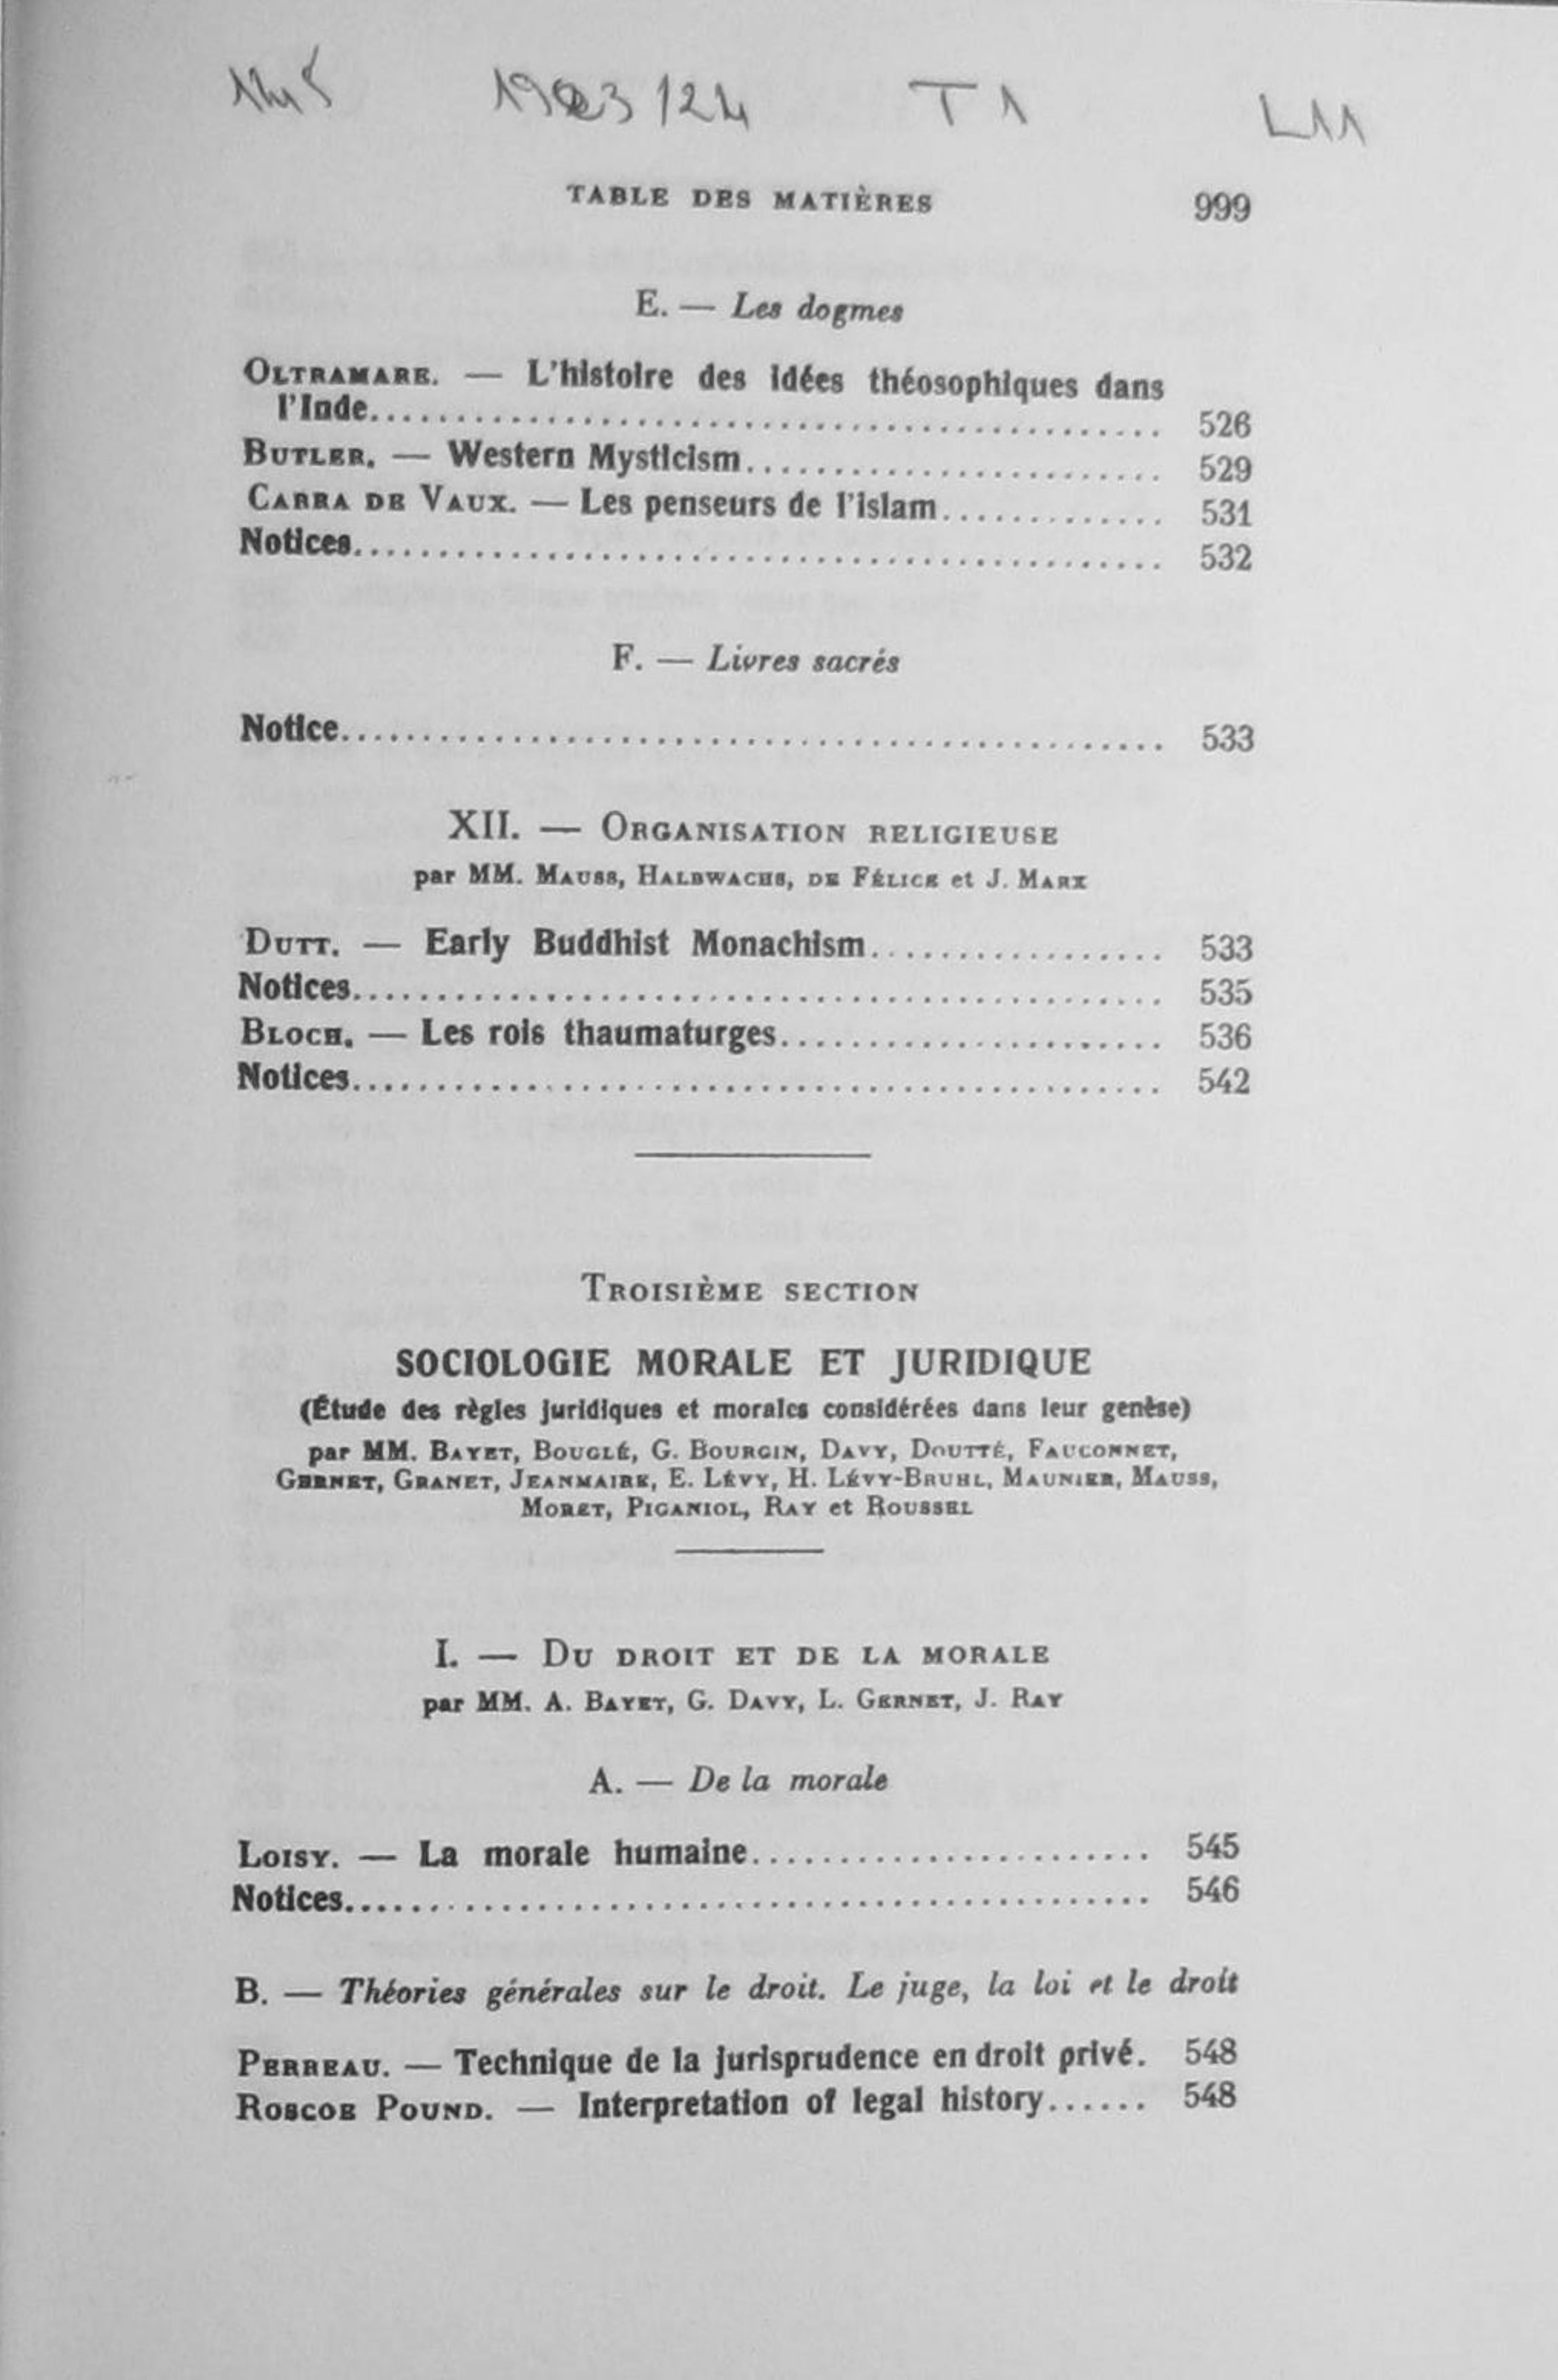 1923/24 T1 L11
TABLE DES MATIÈRES 999
E. — Les dogmes
OLTRAMARE. — L'histoire des idées théosophiques dans
l'Inde................................................ 526
BUTLER. — Western Mysticism........................ 529
CARRA DE VAUX. — Les penseurs de l'islam............. 531
Notices................................................ 532
F. — Livres sacrés
Notice................................................. 533
XII. — ORGANISATION RELIGIEUSE
par MM. MAUSS, HALBWACHS, DE FÉLICE et J. MARX
DUTT. — Early Buddhist Monachism................. 533
Notices................................................ 535
BLOCH. — Les rois thaumaturges...................... 536
Notices................................................ 542
TROISIÈME SECTION
SOCIOLOGIE MORALE ET JURIDIQUE
(Étude des règles juridiques et morales considérées dans leur genèse)
par MM. BAYET, BOUGLÉ, G. BOURGIN, DAVY, DOUTTÉ, FAUCONNET,
GERNET, GRANET, JEANMAIRE, E. LÉVY, H. LÉVY-BRUHL, MAUNIER, MAUSS,
MORET, PIGANIOL, RAY et ROUSSEL
I. — DU DROIT ET DE LA MORALE
par MM. A. BAYET, G. DAVY, L. GERNET, J. RAY
A. — De la morale
LOISY. — La morale humaine........................ 545
Notices................................................ 546
B. — Théories générales sur le droit. Le juge, la loi et le droit
PERREAU. — Technique de la jurisprudence en droit privé. 548
ROSCOE POUND. — Interpretation of legal history...... 548